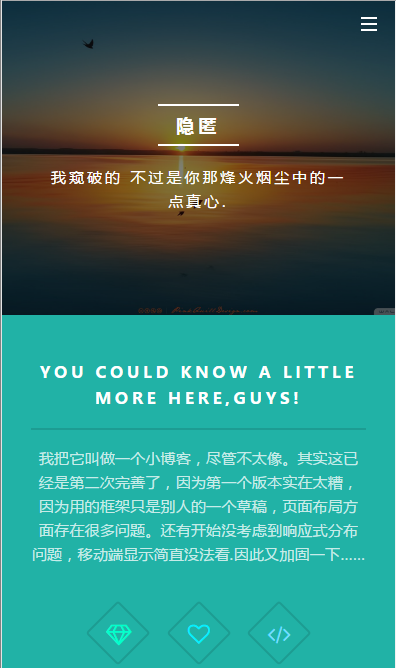 隐匿
我窥破的 不过是你那烽火烟尘中的一
点真心.
YOU COULD KNOW A LITTLE
MORE HERE,GUYS!
我把它叫做一个小博客，尽管不太像。其实这已
经是第二次完善了，因为第一个版本实在太糟，
因为用的框架只是别人的一个草稿，页面布局方
面存在很多问题。还有开始没考虑到响应式分布
问题，移动端显示简直没法看.因此又加固一下......